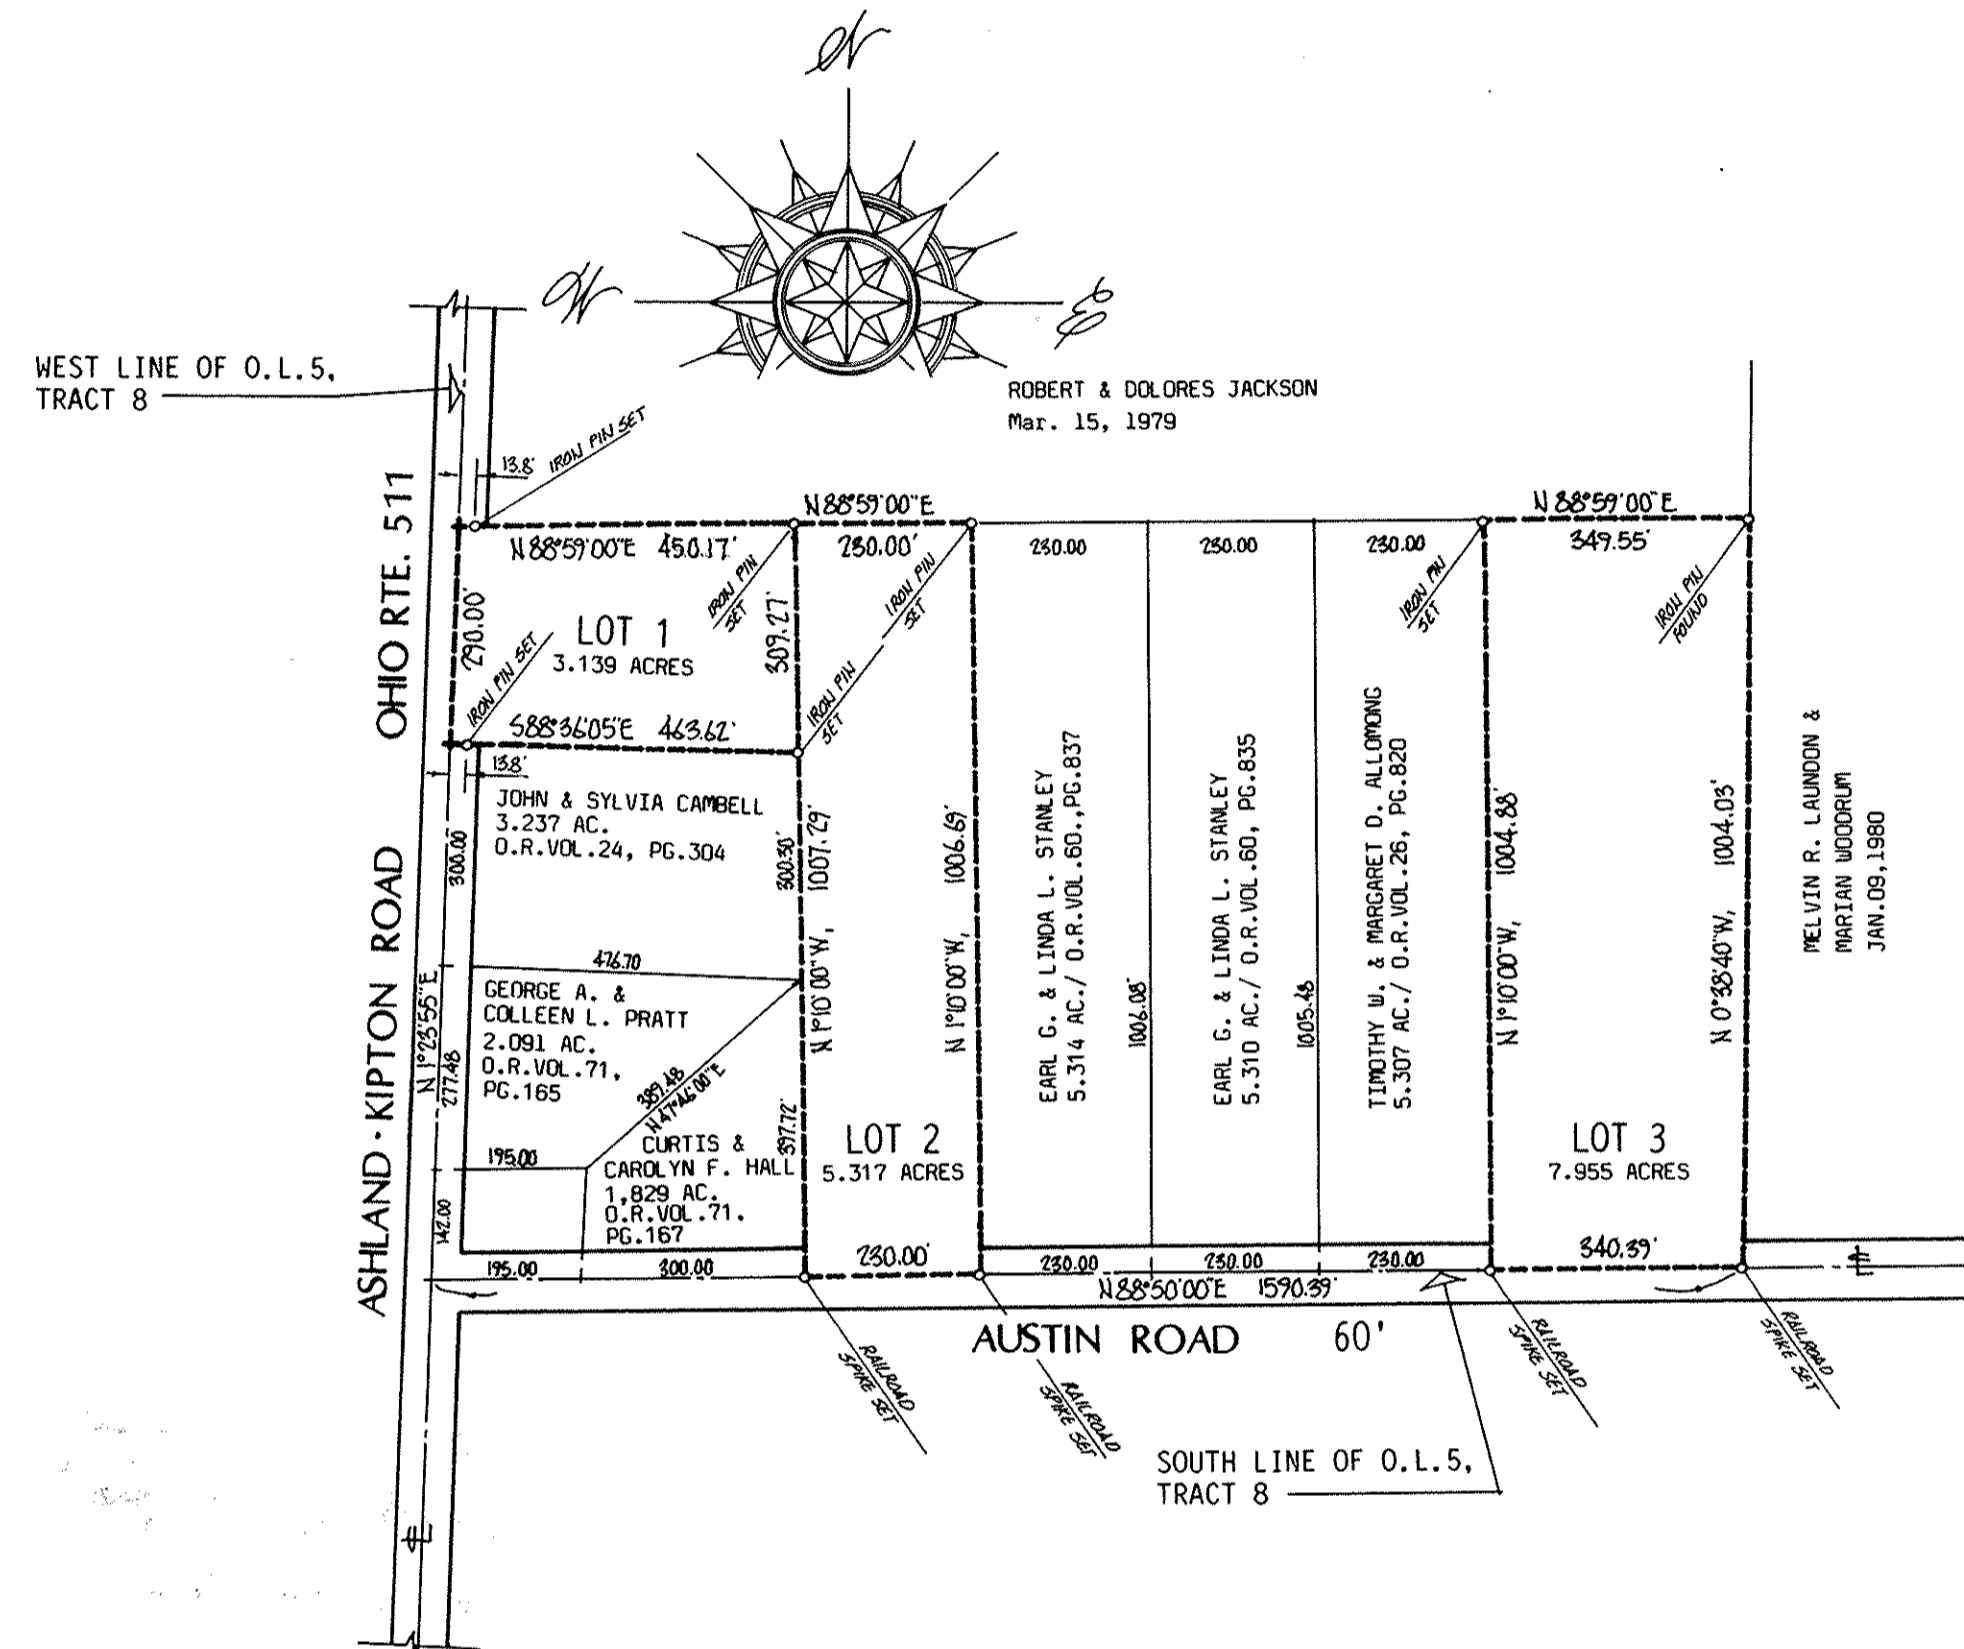 N
W
E
WEST LINE OF O.L.5,
TRACT 8
ROBERT & DOLORES JACKSON
Mar. 15, 1979
13.8'
IRON PIN SET
N 88°59'00"E
N 88°59'00"E
N 88°59'00"E 450.17'
230.00'
230.00
230.00
230.00
349.55'
IRON PIN
SET
IRON PIN
SET
IRON PIN
SET
IRON PIN
FOUND
OHIO RTE. 511
290.00'
LOT 1
3.139 ACRES
309.27'
IRON PIN SET
IRON PIN
SET
S88°36'05"E 463.62'
13.8'
JOHN & SYLVIA CAMBELL
3.237 AC.
O.R.VOL.24, PG.304
300.00
300.30'
N 1°10'00"W, 1007.29'
N 1°10'00"W, 1006.69'
EARL G. & LINDA L. STANLEY
5.314 AC./ O.R.VOL.60.,PG.837
1006.08'
EARL G. & LINDA L. STANLEY
5.310 AC./ O.R.VOL.60, PG.835
1005.48
TIMOTHY W. & MARGARET D. ALLOMONG
5.307 AC./ O.R.VOL.26, PG.820
N 1°10'00"W, 1004.88'
N 0°38'40"W, 1004.03'
MELVIN R. LAUNDON &
MARIAN WOODRUM
JAN.09,1980
ASHLAND·KIPTON ROAD
N 1°23'55"E
277.48
476.70
GEORGE A. &
COLLEEN L. PRATT
2.091 AC.
O.R.VOL.71,
PG.165
389.48
N 47°46'00"E
397.72'
195.00
CURTIS &
CAROLYN F. HALL
1,829 AC.
O.R.VOL.71.
PG.167
142.00
LOT 2
5.317 ACRES
LOT 3
7.955 ACRES
195.00
300.00
230.00'
230.00
230.00
230.00
340.39'
N88°50'00"E 1590.39'
AUSTIN ROAD 60'
RAILROAD
SPIKE SET
RAILROAD
SPIKE SET
RAILROAD
SPIKE SET
RAILROAD
SPIKE SET
SOUTH LINE OF O.L.5,
TRACT 8